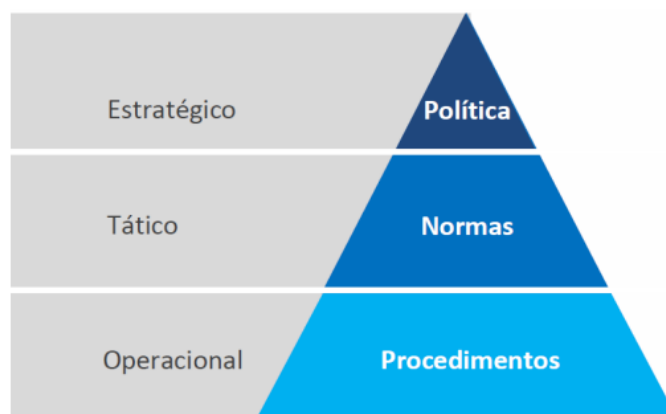 Estratégico
Política
Tático
Normas
Operacional
Procedimentos